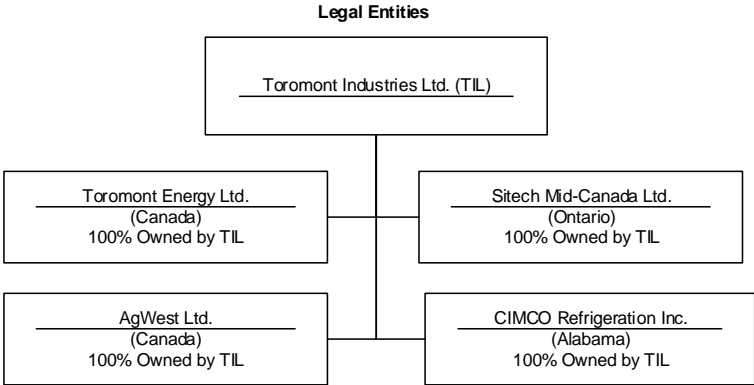 Legal Entities
Toromont Industries Ltd. (TIL)
Toromont Energy Ltd.
(Canada)
100% Owned by TIL
Sitech Mid-Canada Ltd.
(Ontario)
100% Owned by TIL
AgWest Ltd.
(Canada)
100% Owned by TIL
CIMCO Refrigeration Inc.
(Alabama)
100% Owned by TIL